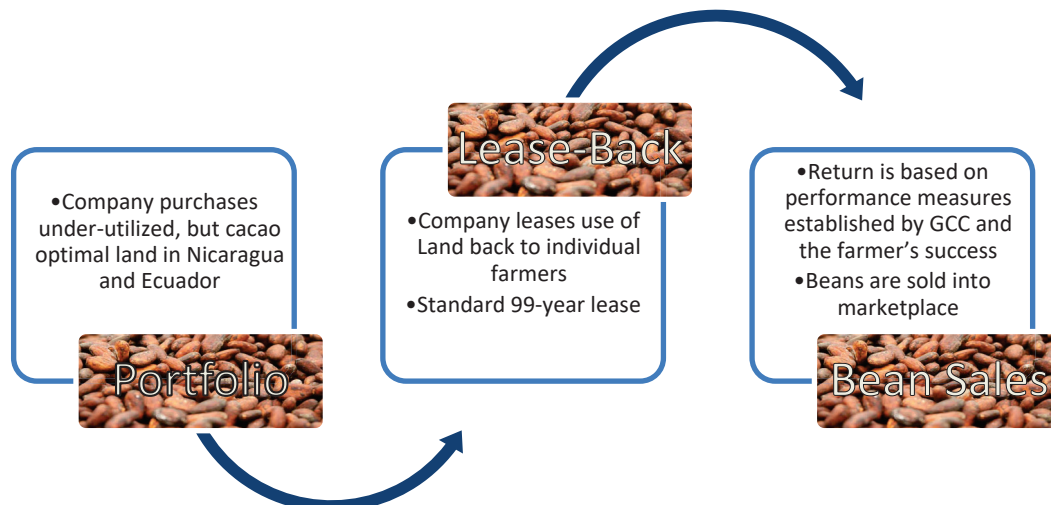 •Company purchases
under-utilized, but cacao
optimal land in Nicaragua
and Ecuador
Portfolio
Lease-Back
•Company leases use of
Land back to individual
farmers
•Standard 99-year lease
•Return is based on
performance measures
established by GCC and
the farmer’s success
•Beans are sold into
marketplace
Bean Sales